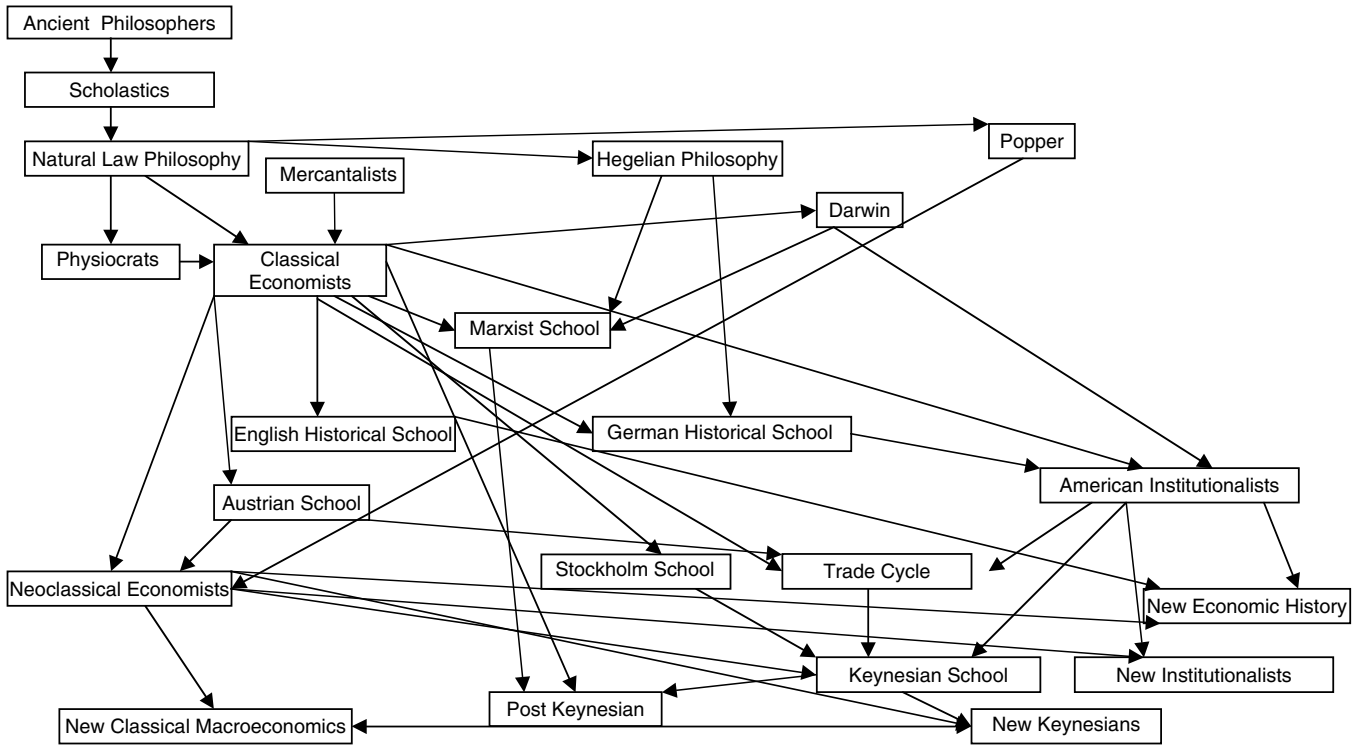 Ancient Philosophers
Scholastics
Natural Law Philosophy
Popper
Hegelian Philosophy
Mercantalists
Darwin
Physiocrats
Classical
Economists
Marxist School
English Historical School
German Historical School
American Institutionalists
Austrian School
Stockholm School
Trade Cycle
Neoclassical Economists
New Economic History
Keynesian School
New Institutionalists
Post Keynesian
New Classical Macroeconomics
New Keynesians